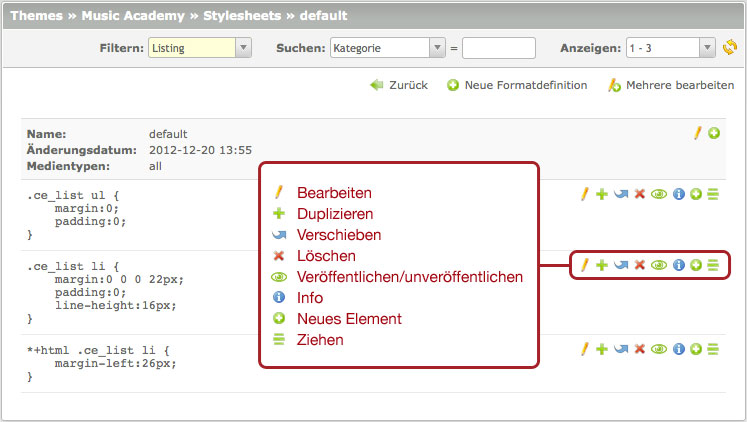 Themes » Music Academy » Stylesheets » default
Filtern: Listing Suchen: Kategorie = Anzeigen: 1 - 3
Zurück Neue Formatdefinition Mehrere bearbeiten
Name: default
Änderungsdatum: 2012-12-20 13:55
Medientypen: all
.ce_list ul {
margin:0;
padding:0;
}
.ce_list li {
margin:0 0 0 22px;
padding:0;
line-height:16px;
}
*+html .ce_list li {
margin-left:26px;
}
Bearbeiten
Duplizieren
Verschieben
Löschen
Veröffentlichen/unveröffentlichen
Info
Neues Element
Ziehen